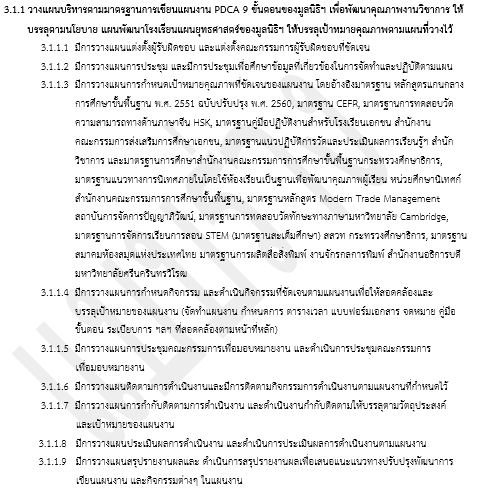 3.1.1 วางแผนบริหารตามมาตรฐานการเขียนแผนงาน PDCA 9 ขั้นตอนของมูลนิธิฯ เพื่อพัฒนาคุณภาพงานวิชาการ ให้
บรรลุตามนโยบาย แผนพัฒนาโรงเรียนแผนยุทธศาสตร์ของมูลนิธิฯ ให้บรรลุเป้าหมายคุณภาพตามแผนที่วางไว้
3.1.1.1 มีการวางแผนแต่งตั้งผู้รับผิดชอบ และแต่งตั้งคณะกรรมการผู้รับผิดชอบที่ชัดเจน
3.1.1.2 มีการวางแผนการประชุม และมีการประชุมเพื่อศึกษาข้อมูลที่เกี่ยวข้องในการจัดทำและปฏิบัติตามแผน
3.1.1.3 มีการวางแผนการกำหนดเป้าหมายคุณภาพที่ชัดเจนของแผนงาน โดยอ้างอิงมาตรฐาน หลักสูตรแกนกลาง
การศึกษาขั้นพื้นฐาน พ.ศ. 2551 ฉบับปรับปรุง พ.ศ. 2560, มาตรฐาน CEFR, มาตรฐานการทดสอบวัด
ความสามารถทางด้านภาษาจีน HSK, มาตรฐานคู่มือปฏิบัติงานสำหรับโรงเรียนเอกชน สำนักงาน
คณะกรรมการส่งเสริมการศึกษาเอกชน, มาตรฐานแนวปฏิบัติการวัดและประเมินผลการเรียนรู้ฯ สำนัก
วิชาการ และมาตรฐานการศึกษาสำนักงานคณะกรรมการการศึกษาขั้นพื้นฐานกระทรวงศึกษาธิการ,
มาตรฐานแนวทางการนิเทศภายในโดยใช้ห้องเรียนเป็นฐานเพื่อพัฒนาคุณภาพผู้เรียน หน่วยศึกษานิเทศก์
สำนักงานคณะกรรมการการศึกษาขั้นพื้นฐาน, มาตรฐานหลักสูตร Modern Trade Management
สถาบันการจัดการปัญญาภิวัฒน์, มาตรฐานการทดสอบวัดทักษะทางภาษามหาวิทยาลัย Cambridge,
มาตรฐานการจัดการเรียนการสอน STEM (มาตรฐานสะเต็มศึกษา) สสวท กระทรวงศึกษาธิการ, มาตรฐาน
สมาคมห้องสมุดแห่งประเทศไทย มาตรฐานการผลิตสื่อสิ่งพิมพ์ งานจักรกลการพิมพ์ สำนักงานอธิการบดี
มหาวิทยาลัยศรีนครินทรวิโรฒ
3.1.1.4 มีการวางแผนการกำหนดกิจกรรม และดำเนินกิจกรรมที่ชัดเจนตามแผนงานเพื่อให้สอดคล้องและ
บรรลุเป้าหมายของแผนงาน (จัดทำแผนงาน กำหนดการ ตารางเวลา แบบฟอร์มเอกสาร จดหมาย คู่มือ
ขั้นตอน ระเบียบการ ฯลฯ ที่สอดคล้องตามหน้าที่หลัก)
3.1.1.5 มีการวางแผนการประชุมคณะกรรมการเพื่อมอบหมายงาน และดำเนินการประชุมคณะกรรมการ
เพื่อมอบหมายงาน
3.1.1.6 มีการวางแผนติดตามการดำเนินงานและมีการติดตามกิจกรรมการดำเนินงานตามแผนงานที่กำหนดไว้
3.1.1.7 มีการวางแผนการกำกับติดตามการดำเนินงาน และดำเนินงานกำกับติดตามให้บรรลุตามวัตถุประสงค์
และเป้าหมายของแผนงาน
3.1.1.8 มีการวางแผนประเมินผลการดำเนินงาน และดำเนินการประเมินผลการดำเนินงานตามแผนงาน
3.1.1.9 มีการวางแผนสรุปรายงานผลและ ดำเนินการสรุปรายงานผลเพื่อเสนอแนะแนวทางปรับปรุงพัฒนาการ
เขียนแผนงาน และกิจกรรมต่างๆ ในแผนงาน